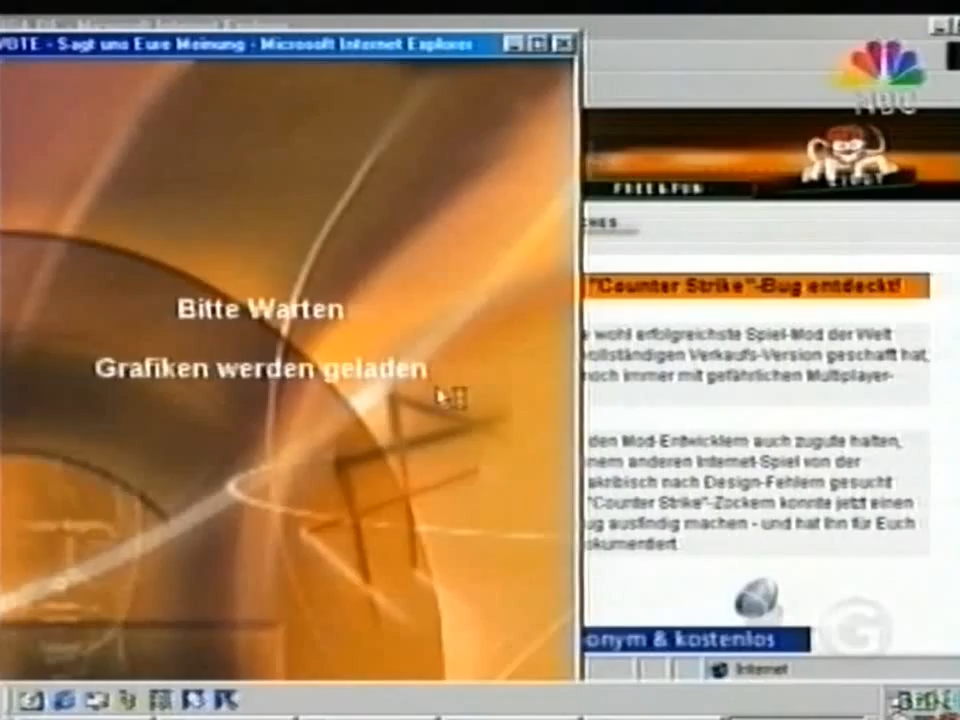 VOTE - Sagt uns Eure Meinung - Microsoft Internet Explorer
NBC
FREE & FUN
Bitte Warten
Grafiken werden geladen
"Counter Strike"-Bug entdeckt!
wohl erfolgreichste Spiel-Mod der Welt
vollständigen Verkaufs-Version geschafft hat,
noch immer mit gefährlichen Multiplayer-
den Mod-Entwicklern auch zugute halten,
nem anderen Internet-Spiel von der
akribisch nach Design-Fehlern gesucht
"Counter Strike"-Zockern konnte jetzt einen
ug ausfindig machen - und hat Ihn für Euch
okumentiert
onym & kostenlos
G
Internet